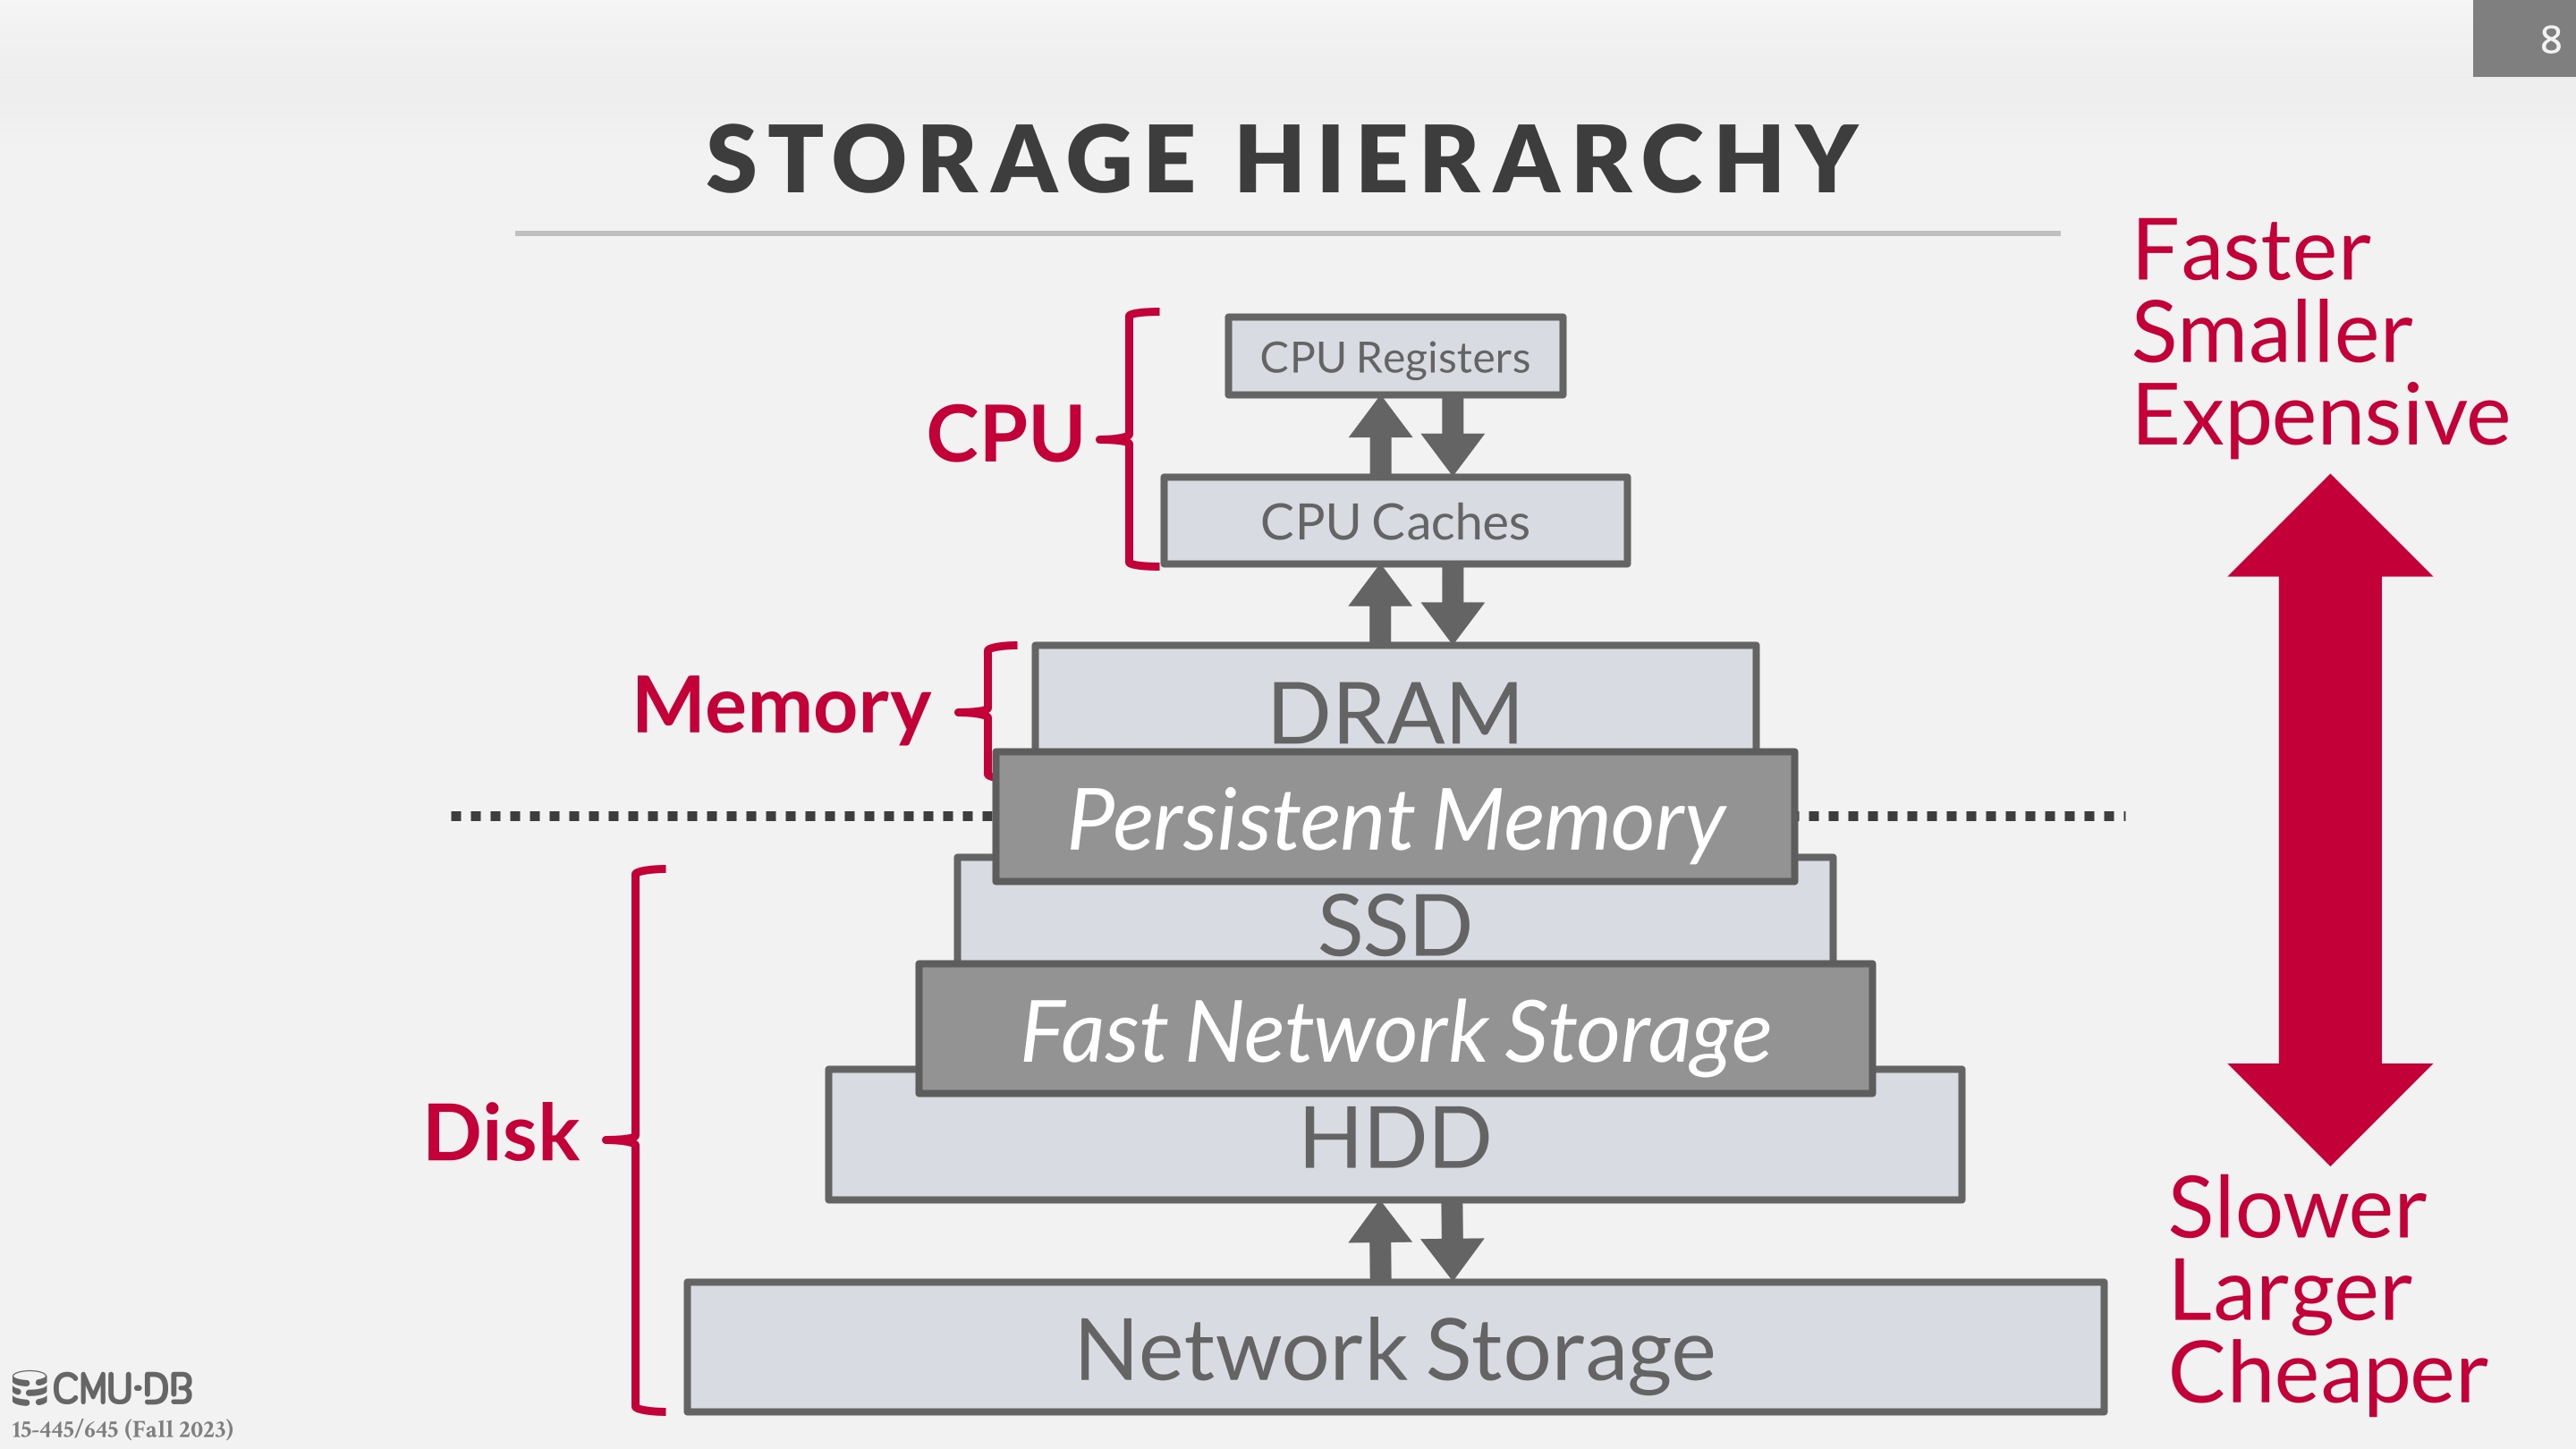 8
STORAGE HIERARCHY
Faster
Smaller
Expensive
CPU Registers
CPU
CPU Caches
Memory
DRAM
Persistent Memory
SSD
Fast Network Storage
Disk
HDD
Slower
Larger
Cheaper
Network Storage
CMU·DB
15-445/645 (Fall 2023)